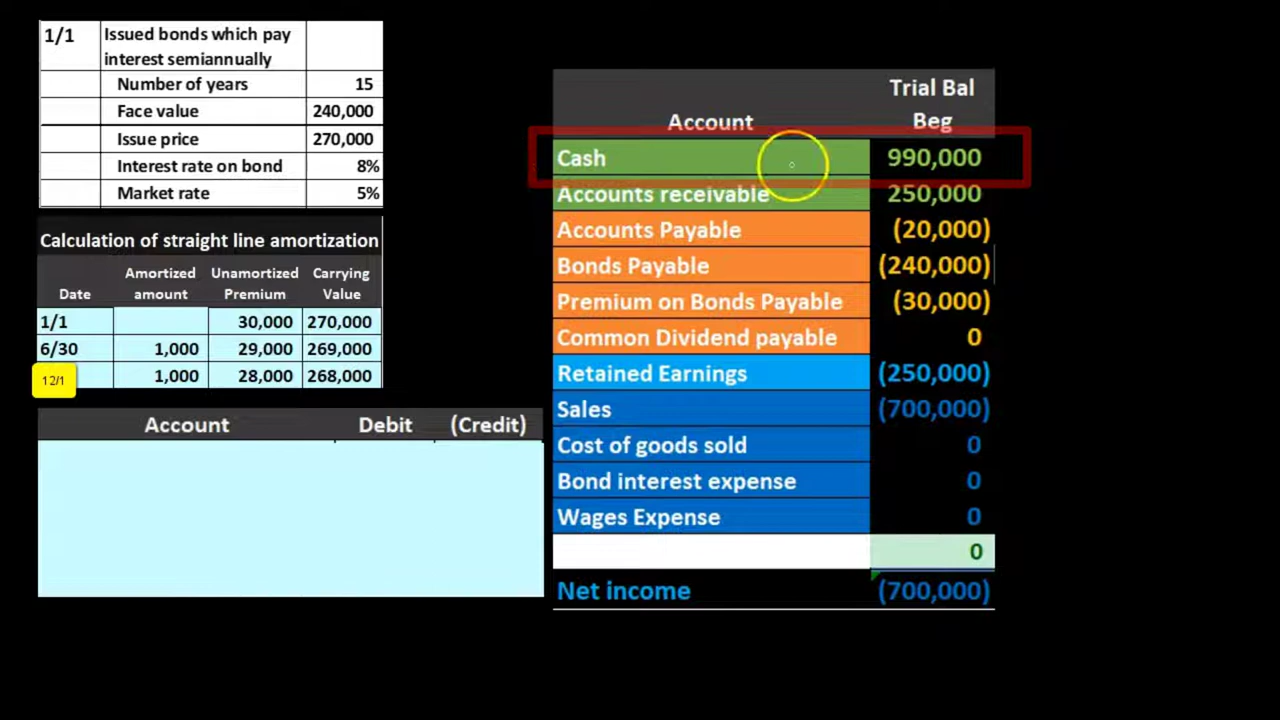 1/1 Issued bonds which pay
interest semiannually
Number of years 15
Face value 240,000
Issue price 270,000
Interest rate on bond 8%
Market rate 5%
Calculation of straight line amortization
Amortized Unamortized Carrying
Date amount Premium Value
1/1 30,000 270,000
6/30 1,000 29,000 269,000
12/1 1,000 28,000 268,000
Account Debit (Credit)
Trial Bal
Account Beg
Cash 990,000
Accounts receivable 250,000
Accounts Payable (20,000)
Bonds Payable (240,000)
Premium on Bonds Payable (30,000)
Common Dividend payable 0
Retained Earnings (250,000)
Sales (700,000)
Cost of goods sold 0
Bond interest expense 0
Wages Expense 0
0
Net income (700,000)